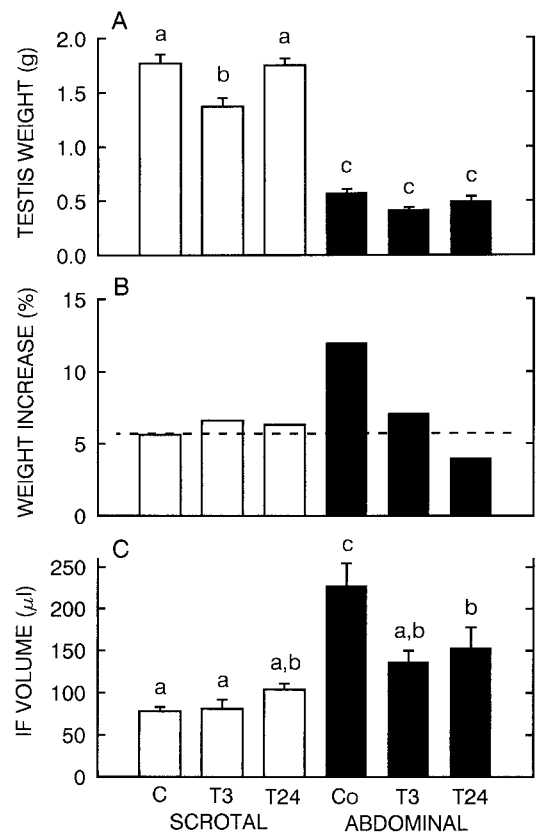 A
TESTIS WEIGHT (g)
2.0
1.5
1.0
0.5
0.0
a
b
a
c
c
c
B
WEIGHT INCREASE (%)
15
10
5
0
C
IF VOLUME (µl)
250
200
150
100
50
0
a
a
a,b
c
a,b
b
C T3 T24 Co T3 T24
SCROTAL ABDOMINAL